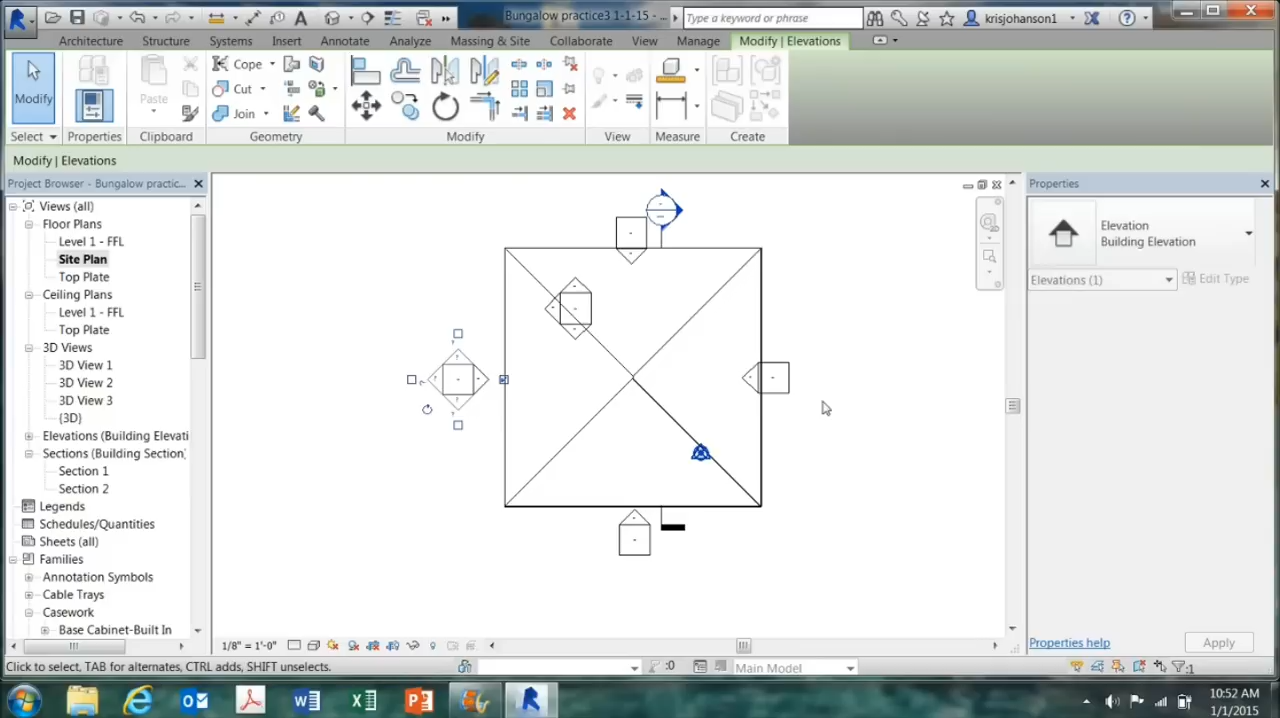 Bungalow practice3 1-1-15 - ...
Type a keyword or phrase
krisjohanson1
Architecture
Structure
Systems
Insert
Annotate
Analyze
Massing & Site
Collaborate
View
Manage
Modify | Elevations
Modify
Paste
Cope
Cut
Join
Select
Properties
Clipboard
Geometry
Modify
View
Measure
Create
Modify | Elevations
Project Browser - Bungalow practic...
Views (all)
Floor Plans
Level 1 - FFL
Site Plan
Top Plate
Ceiling Plans
Level 1 - FFL
Top Plate
3D Views
3D View 1
3D View 2
3D View 3
{3D}
Elevations (Building Elevati
Sections (Building Section)
Section 1
Section 2
Legends
Schedules/Quantities
Sheets (all)
Families
Annotation Symbols
Cable Trays
Casework
Base Cabinet-Built In
Properties
Elevation
Building Elevation
Elevations (1)
Edit Type
Properties help
Apply
1/8" = 1'-0"
Click to select, TAB for alternates, CTRL adds, SHIFT unselects.
:0
Main Model
:1
10:52 AM
1/1/2015